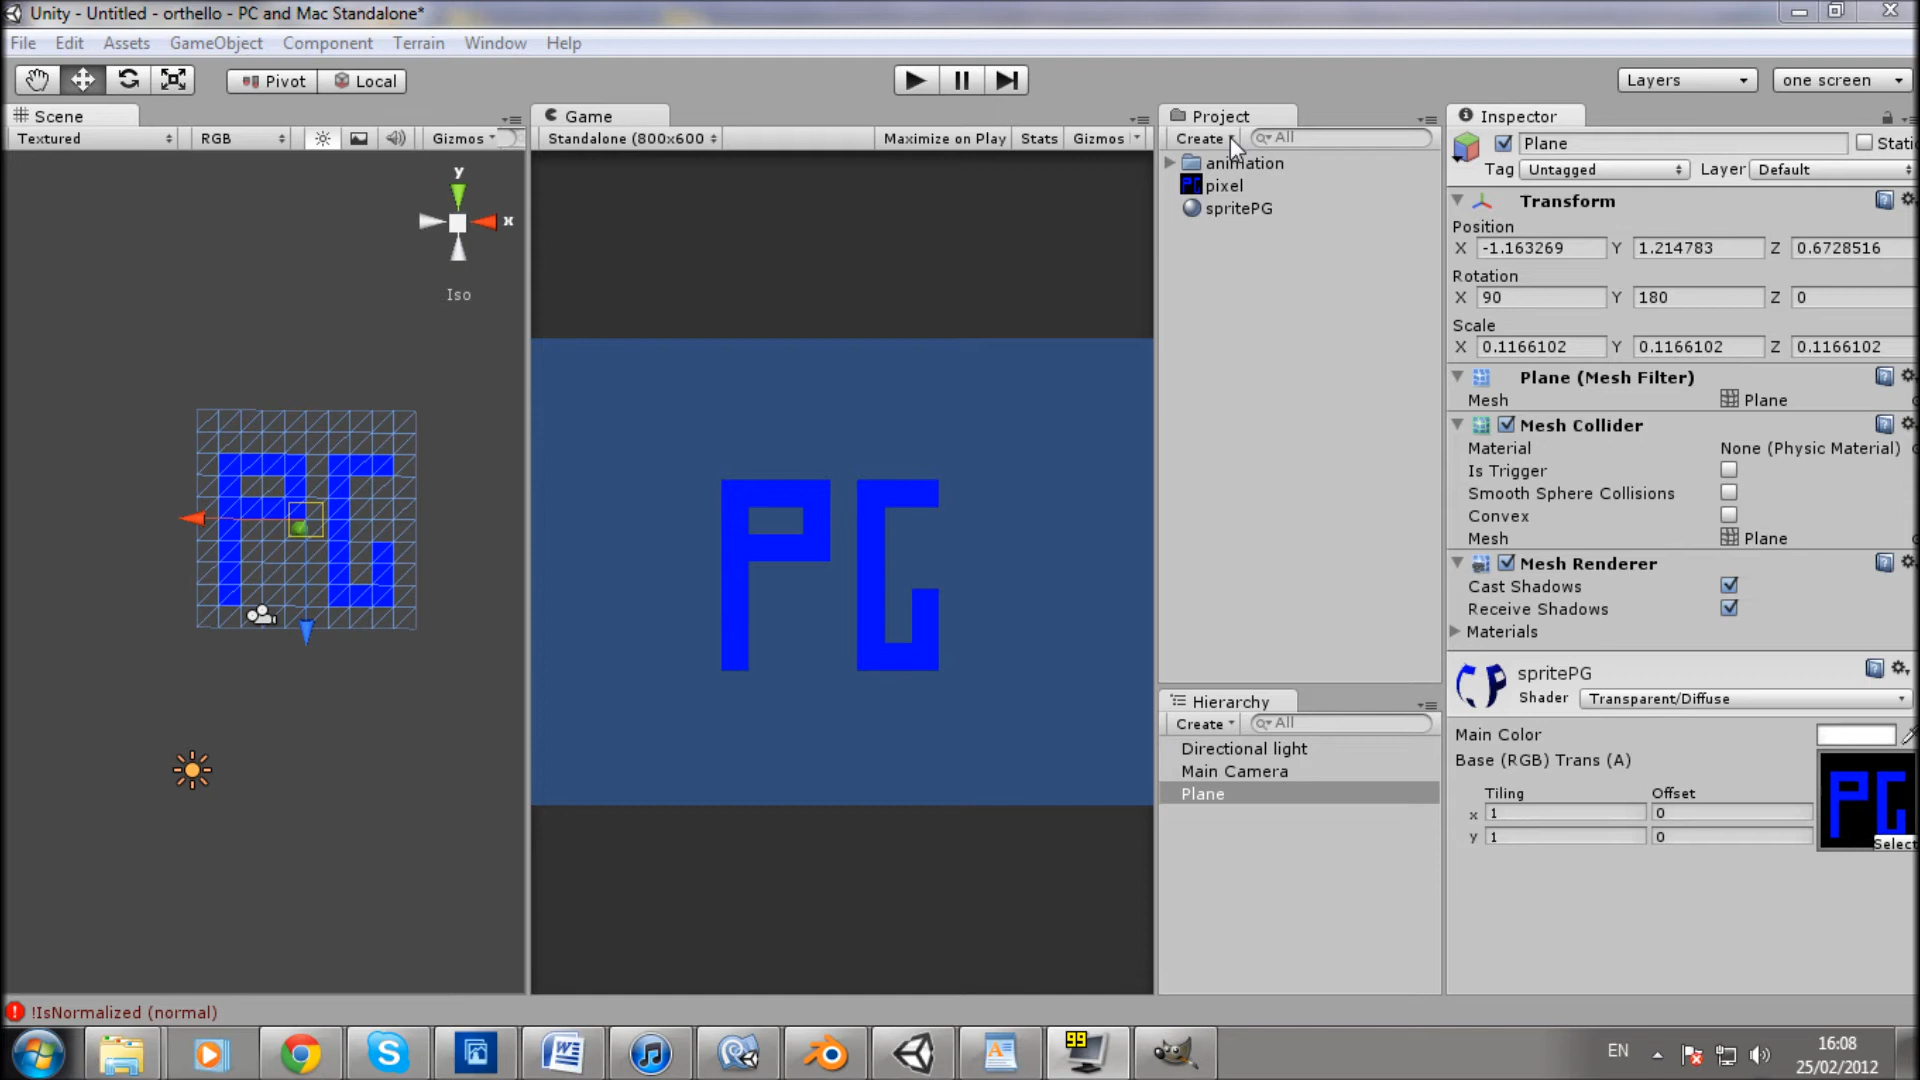 Unity - Untitled - orthello - PC and Mac Standalone*
File Edit Assets GameObject Component Terrain Window Help
Pivot Local Layers one screen
Scene Game Project Inspector
Textured RGB Gizmos Standalone (800x600 Maximize on Play Stats Gizmos Create All
Plane Stati
animation
Tag Untagged Layer Default
pixel
spritePG
y
x
Iso
Transform
Position
X -1.163269 Y 1.214783 Z 0.6728516
Rotation
X 90 Y 180 Z 0
Scale
X 0.1166102 Y 0.1166102 Z 0.1166102
Plane (Mesh Filter)
Mesh Plane
Mesh Collider
Material None (Physic Material)
Is Trigger
Smooth Sphere Collisions
Convex
Mesh Plane
Mesh Renderer
Cast Shadows
Receive Shadows
Materials
PG
PG
spritePG
Shader Transparent/Diffuse
Main Color
Base (RGB) Trans (A)
Tiling Offset
x 1 0
y 1 0
PG
Select
Hierarchy
Create All
Directional light
Main Camera
Plane
!IsNormalized (normal)
99
EN
16:08
25/02/2012